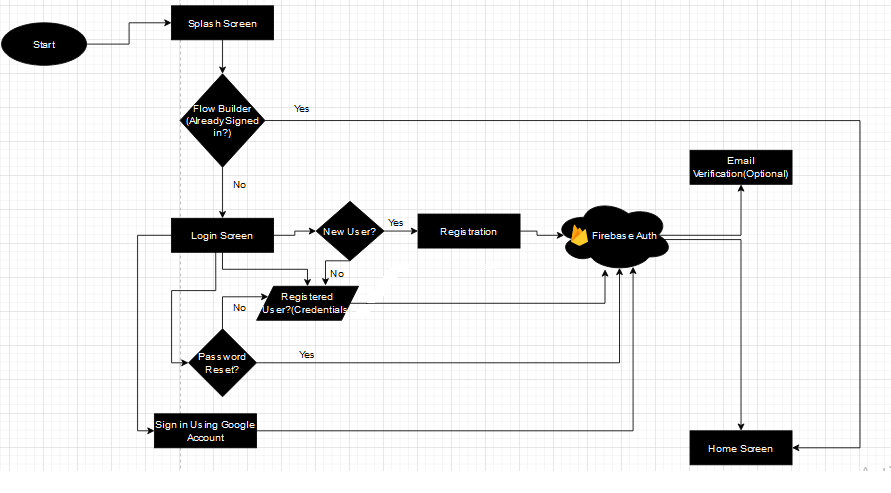 Splash Screen
Start
Flow Builder
(Already Signed
in?)
Yes
Email
Verification(Optional)
No
Login Screen
New User?
Yes
Registration
Firebase Auth
No
Registered
User?(Credentials
No
Password
Reset?
Yes
Sign in Using Google
Account
Home Screen